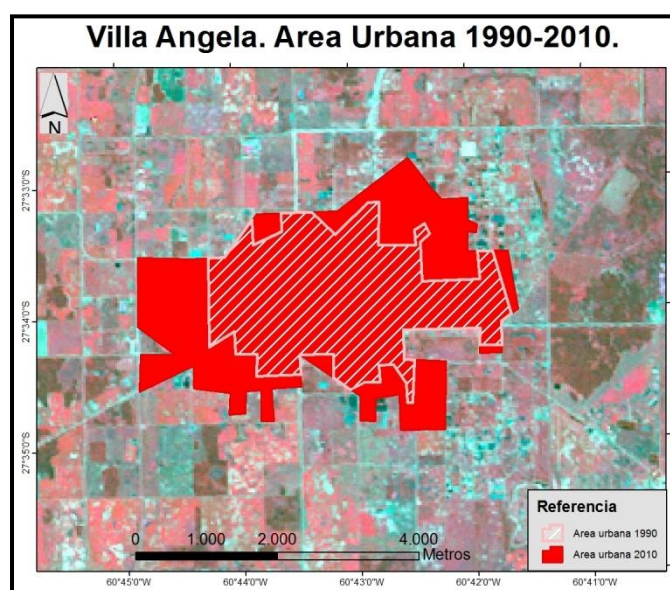 Villa Angela. Area Urbana 1990-2010.
N
27°33'0"S
27°34'0"S
27°35'0"S
Referencia
Area urbana 1990
Area urbana 2010
0 1.000 2.000 4.000
Metros
60°45'0"W 60°44'0"W 60°43'0"W 60°42'0"W 60°41'0"W